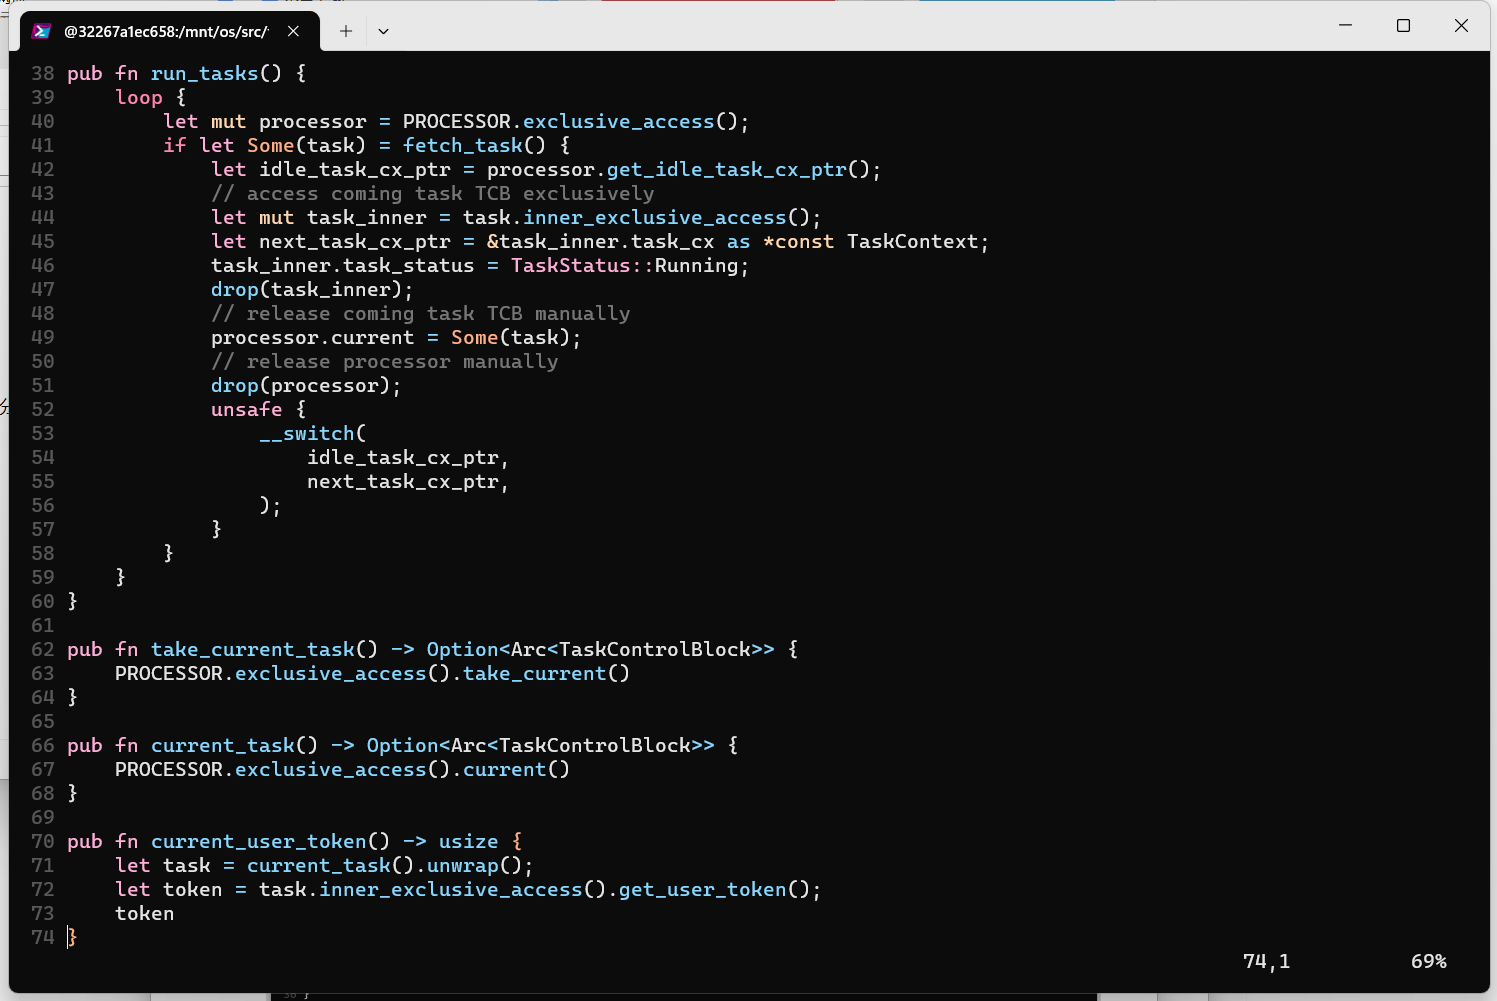 @32267a1ec658:/mnt/os/src/
38 pub fn run_tasks() {
39     loop {
40         let mut processor = PROCESSOR.exclusive_access();
41         if let Some(task) = fetch_task() {
42             let idle_task_cx_ptr = processor.get_idle_task_cx_ptr();
43             // access coming task TCB exclusively
44             let mut task_inner = task.inner_exclusive_access();
45             let next_task_cx_ptr = &task_inner.task_cx as *const TaskContext;
46             task_inner.task_status = TaskStatus::Running;
47             drop(task_inner);
48             // release coming task TCB manually
49             processor.current = Some(task);
50             // release processor manually
51             drop(processor);
52             unsafe {
53                 __switch(
54                     idle_task_cx_ptr,
55                     next_task_cx_ptr,
56                 );
57             }
58         }
59     }
60 }
61
62 pub fn take_current_task() -> Option<Arc<TaskControlBlock>> {
63     PROCESSOR.exclusive_access().take_current()
64 }
65
66 pub fn current_task() -> Option<Arc<TaskControlBlock>> {
67     PROCESSOR.exclusive_access().current()
68 }
69
70 pub fn current_user_token() -> usize {
71     let task = current_task().unwrap();
72     let token = task.inner_exclusive_access().get_user_token();
73     token
74 }
74,1 69%